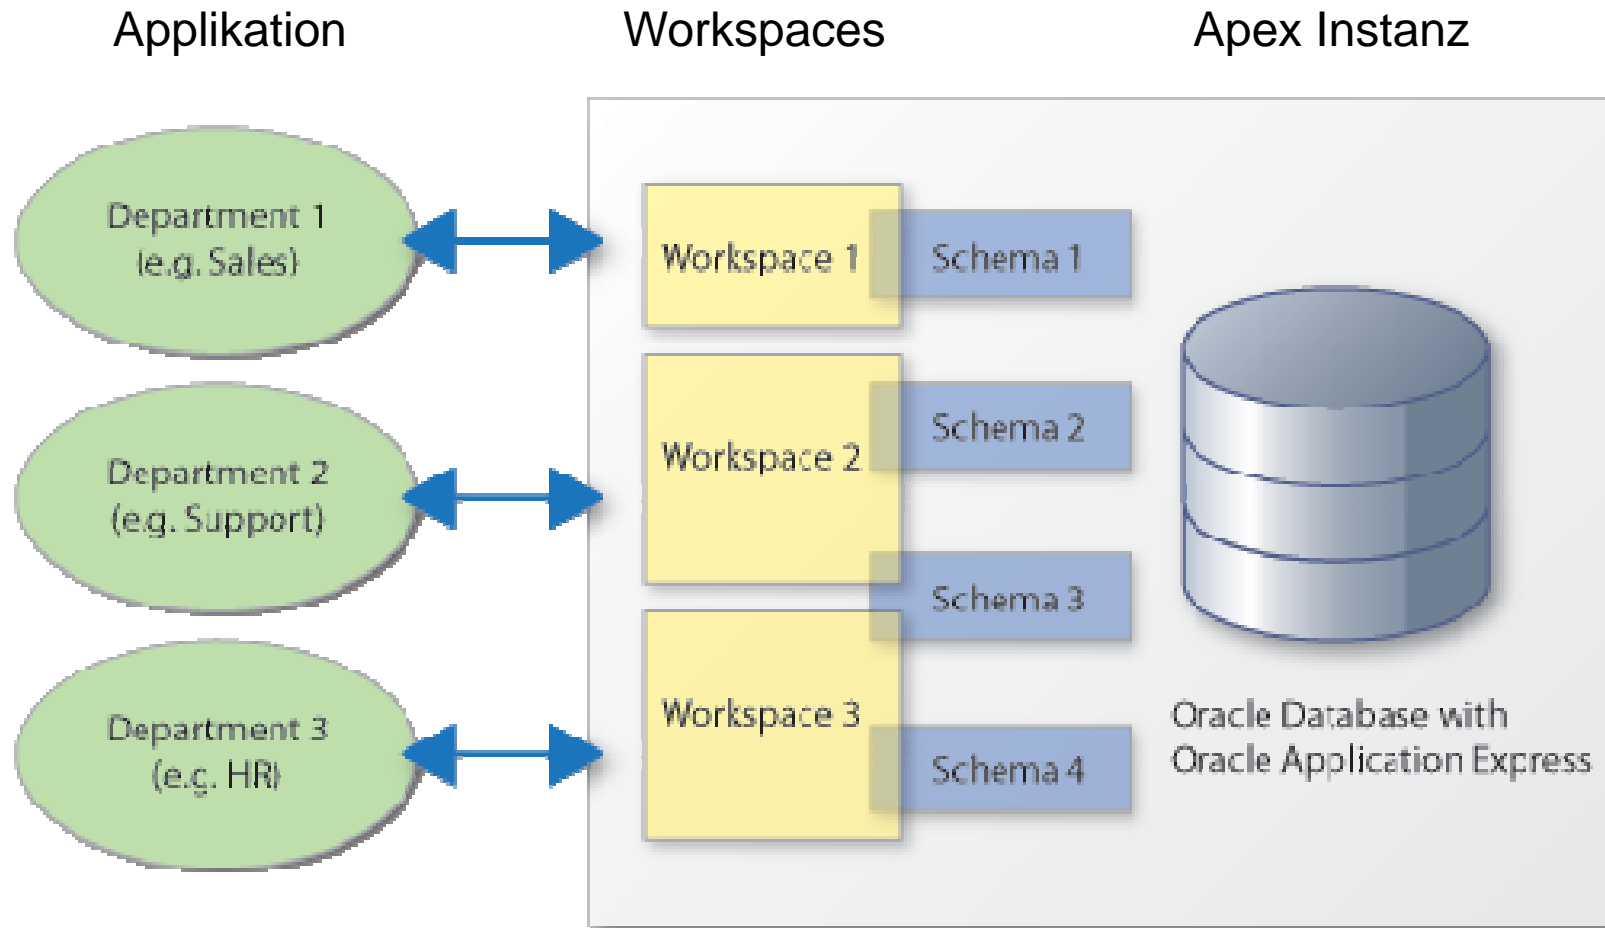 Applikation
Workspaces
Apex Instanz
Department 1
(e.g. Sales)
Department 2
(e.g. Support)
Department 3
(e.g. HR)
Workspace 1
Schema 1
Workspace 2
Schema 2
Schema 3
Workspace 3
Schema 4
Oracle Database with
Oracle Application Express